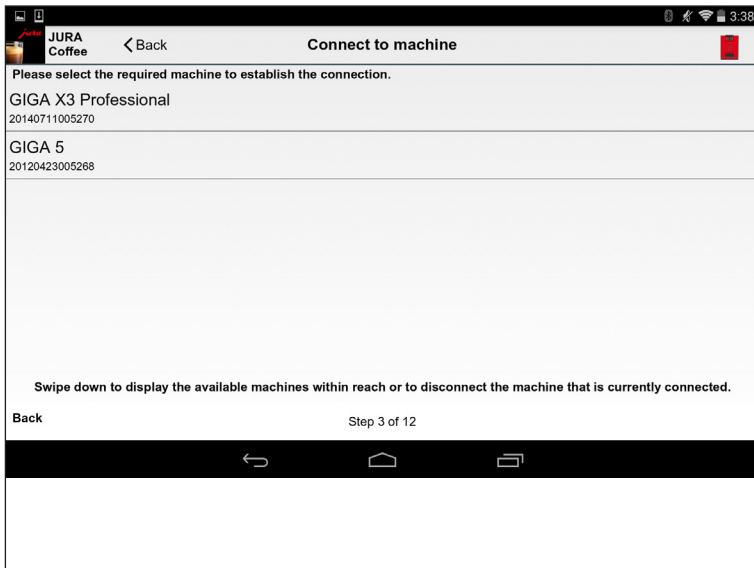 3:38
jura
JURA
Coffee
Back
Connect to machine
Please select the required machine to establish the connection.
GIGA X3 Professional
20140711005270
GIGA 5
20120423005268
Swipe down to display the available machines within reach or to disconnect the machine that is currently connected.
Back
Step 3 of 12